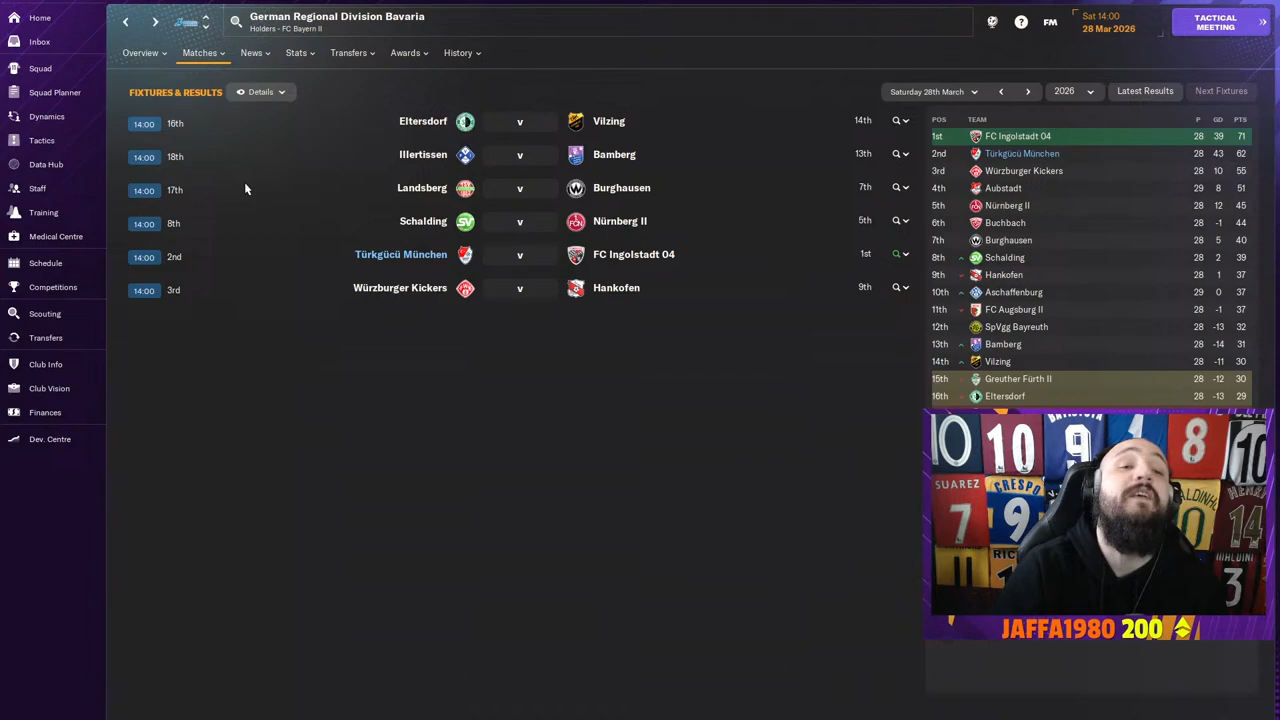 Home
Inbox
Squad
Squad Planner
Dynamics
Tactics
Data Hub
Staff
Training
Medical Centre
Schedule
Competitions
Scouting
Transfers
Club Info
Club Vision
Finances
Dev. Centre
German Regional Division Bavaria
Holders - FC Bayern II
FM
Sat 14:00
28 Mar 2026
TACTICAL
MEETING
Overview Matches News Stats Transfers Awards History
FIXTURES & RESULTS Details
Saturday 28th March 2026 Latest Results Next Fixtures
14:00 16th Eltersdorf v Vilzing 14th
14:00 18th Illertissen v Bamberg 13th
14:00 17th Landsberg v Burghausen 7th
14:00 8th Schalding v Nürnberg II 5th
14:00 2nd Türkgücü München v FC Ingolstadt 04 1st
14:00 3rd Würzburger Kickers v Hankofen 9th
POS TEAM P GD PTS
1st FC Ingolstadt 04 28 39 71
2nd Türkgücü München 28 43 62
3rd Würzburger Kickers 28 10 55
4th Aubstadt 29 8 51
5th Nürnberg II 28 12 45
6th Buchbach 28 -1 44
7th Burghausen 28 5 40
8th Schalding 28 2 39
9th Hankofen 28 1 37
10th Aschaffenburg 29 0 37
11th FC Augsburg II 28 -1 37
12th SpVgg Bayreuth 28 -13 32
13th Bamberg 28 -14 31
14th Vilzing 28 -11 30
15th Greuther Fürth II 28 -12 30
16th Eltersdorf 28 -13 29
10
9
8
10
SUAREZ
7
CRESPO
9
10
HENRY
14
11
3
JAFFA1980 200